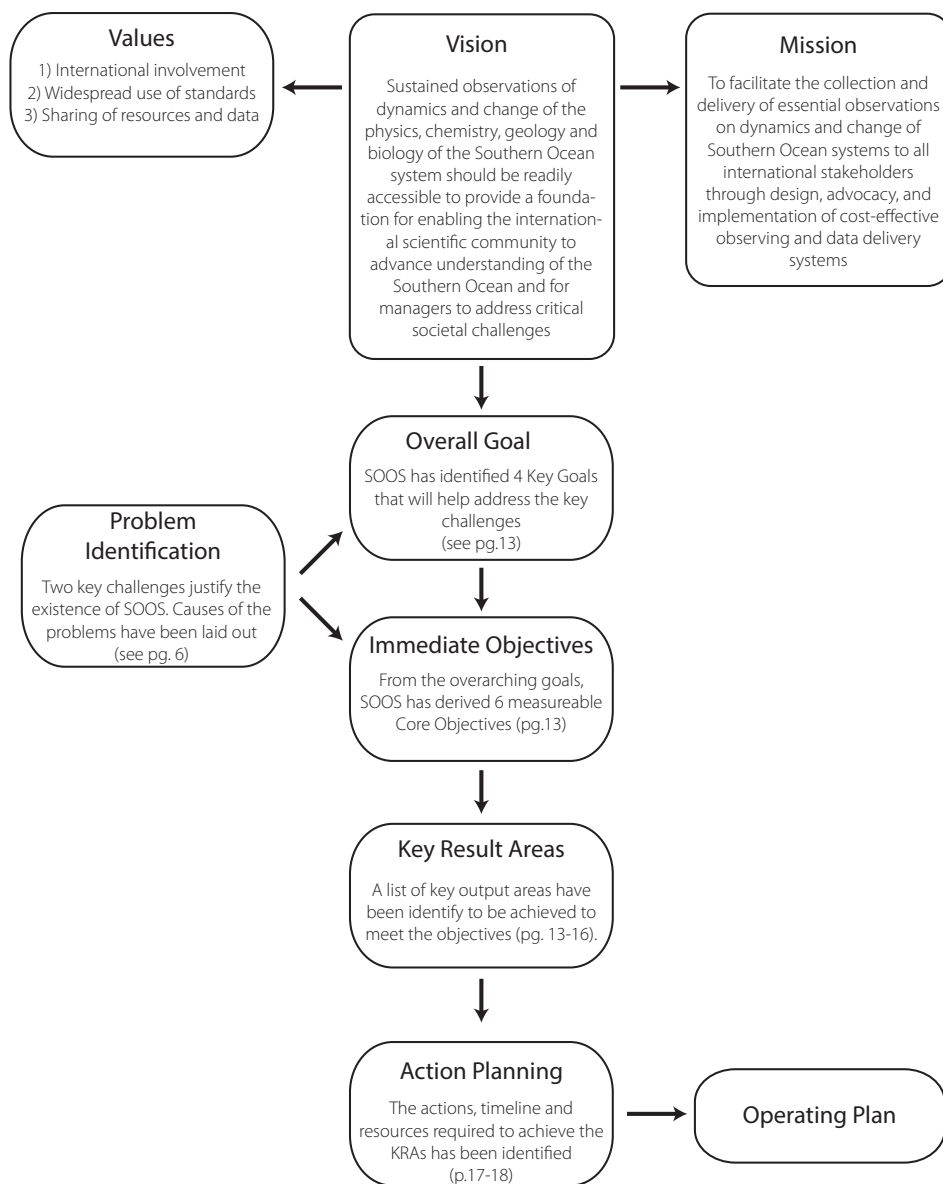 Values
1) International involvement
2) Widespread use of standards
3) Sharing of resources and data
Vision
Sustained observations of
dynamics and change of the
physics, chemistry, geology and
biology of the Southern Ocean
system should be readily
accessible to provide a founda-
tion for enabling the internation-
al scientific community to
advance understanding of the
Southern Ocean and for
managers to address critical
societal challenges
Mission
To facilitate the collection and
delivery of essential observations
on dynamics and change of
Southern Ocean systems to all
international stakeholders
through design, advocacy, and
implementation of cost-effective
observing and data delivery
systems
Overall Goal
SOOS has identified 4 Key Goals
that will help address the key
challenges
(see pg.13)
Problem
Identification
Two key challenges justify the
existence of SOOS. Causes of the
problems have been laid out
(see pg. 6)
Immediate Objectives
From the overarching goals,
SOOS has derived 6 measureable
Core Objectives (pg.13)
Key Result Areas
A list of key output areas have
been identify to be achieved to
meet the objectives (pg. 13-16).
Action Planning
The actions, timeline and
resources required to achieve the
KRAs has been identified
(p.17-18)
Operating Plan